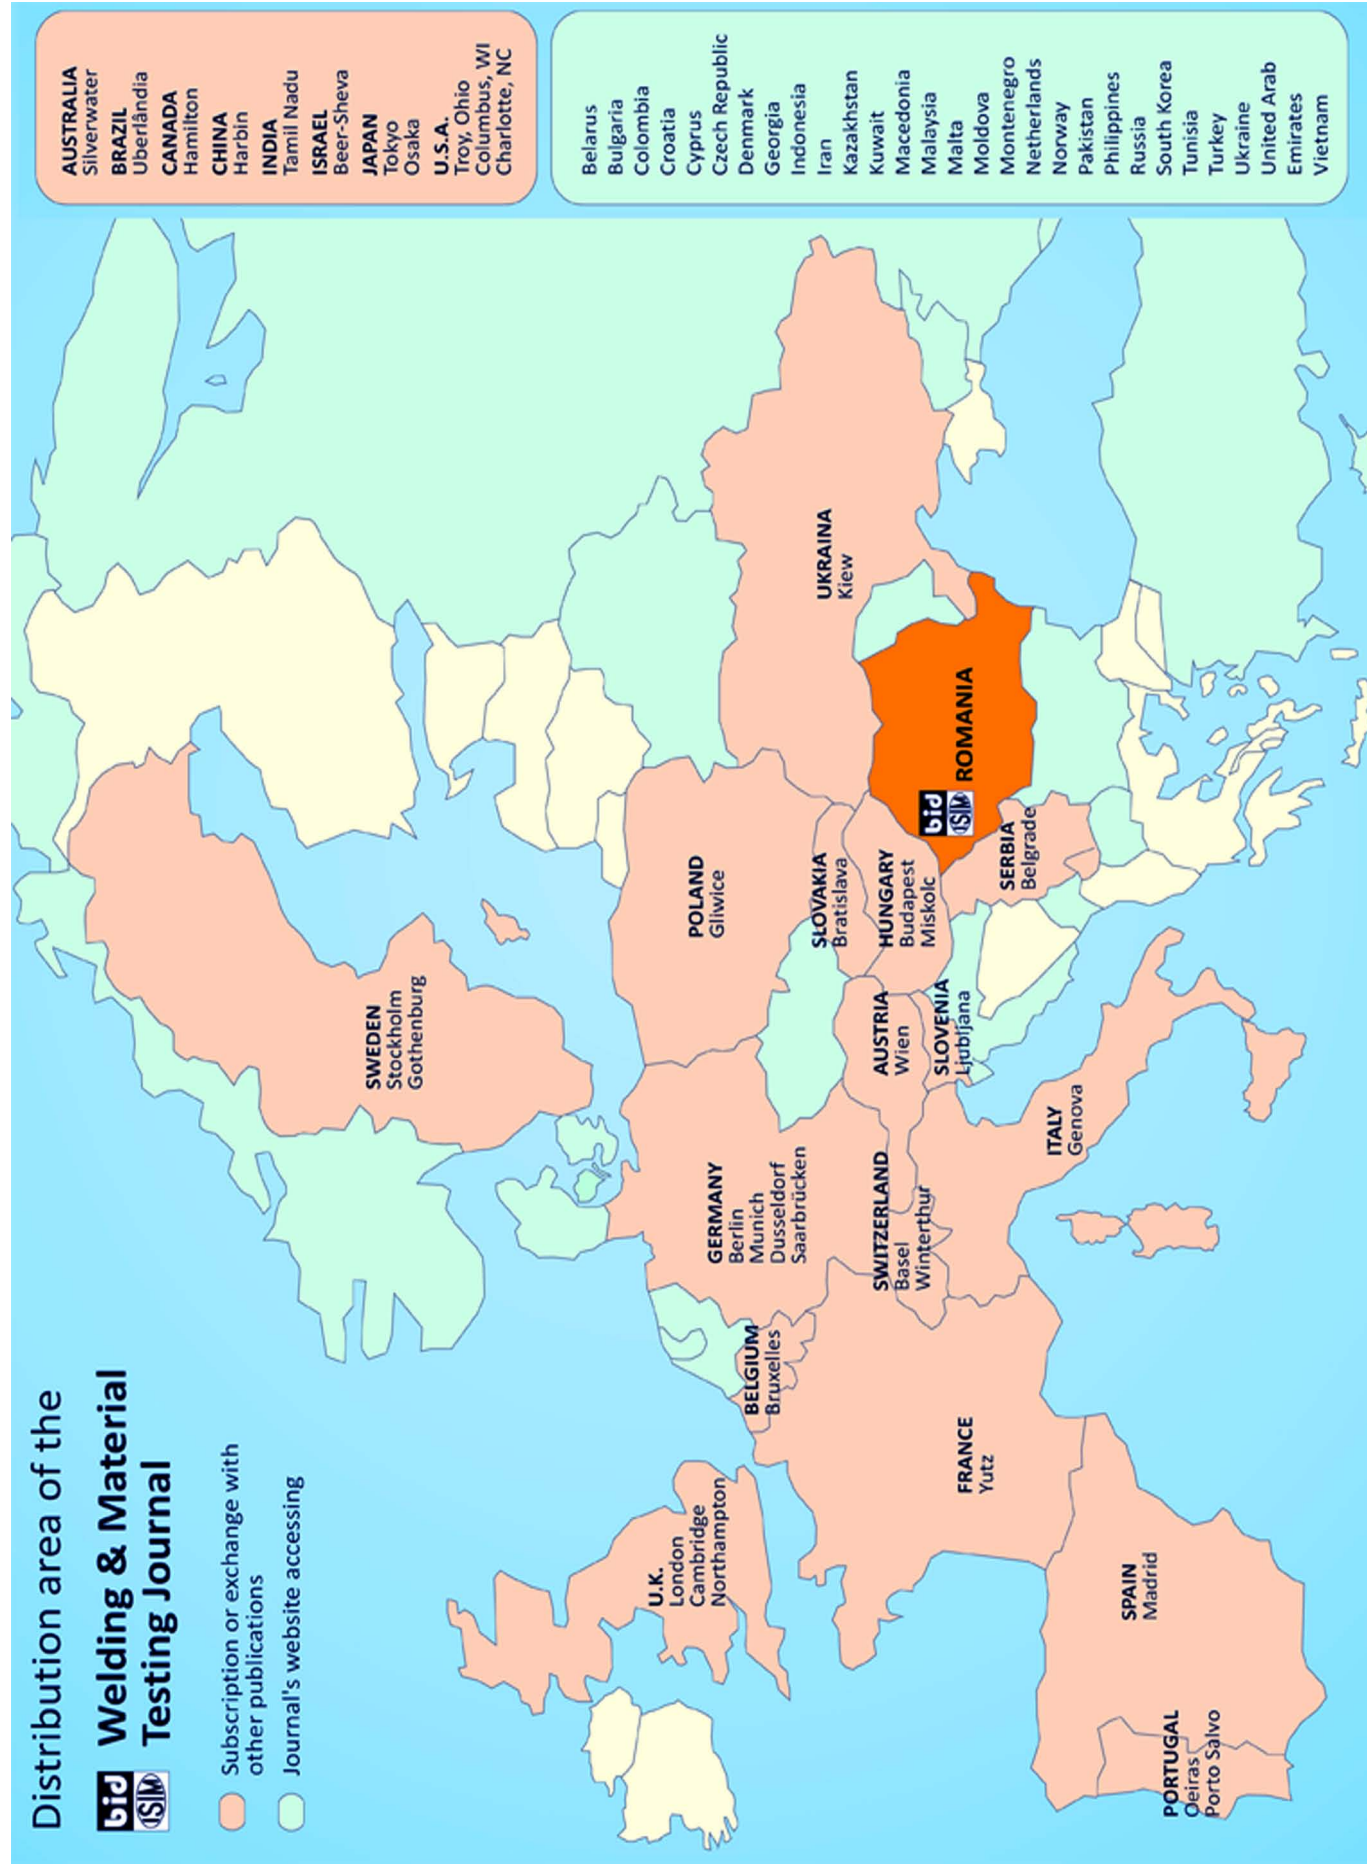 Distribution area of the
bid
ISIM
Welding & Material
Testing Journal
Subscription or exchange with
other publications
Journal's website accessing
AUSTRALIA
Silverwater
BRAZIL
Uberlândia
CANADA
Hamilton
CHINA
Harbin
INDIA
Tamil Nadu
ISRAEL
Beer-Sheva
JAPAN
Tokyo
Osaka
U.S.A.
Troy, Ohio
Columbus, WI
Charlotte, NC
Belarus
Bulgaria
Colombia
Croatia
Cyprus
Czech Republic
Denmark
Georgia
Indonesia
Iran
Kazakhstan
Kuwait
Macedonia
Malaysia
Malta
Moldova
Montenegro
Netherlands
Norway
Pakistan
Philippines
Russia
South Korea
Tunisia
Turkey
Ukraine
United Arab
Emirates
Vietnam
SWEDEN
Stockholm
Gothenburg
U.K.
London
Cambridge
Northampton
BELGIUM
Bruxelles
GERMANY
Berlin
Munich
Dusseldorf
Saarbrücken
POLAND
Gliwice
UKRAINA
Kiew
SLOVAKIA
Bratislava
HUNGARY
Budapest
Miskolc
AUSTRIA
Wien
SWITZERLAND
Basel
Winterthur
SLOVENIA
Ljubljana
bid
ISIM
ROMANIA
SERBIA
Belgrade
FRANCE
Yutz
ITALY
Genova
SPAIN
Madrid
PORTUGAL
Oeiras
Porto Salvo